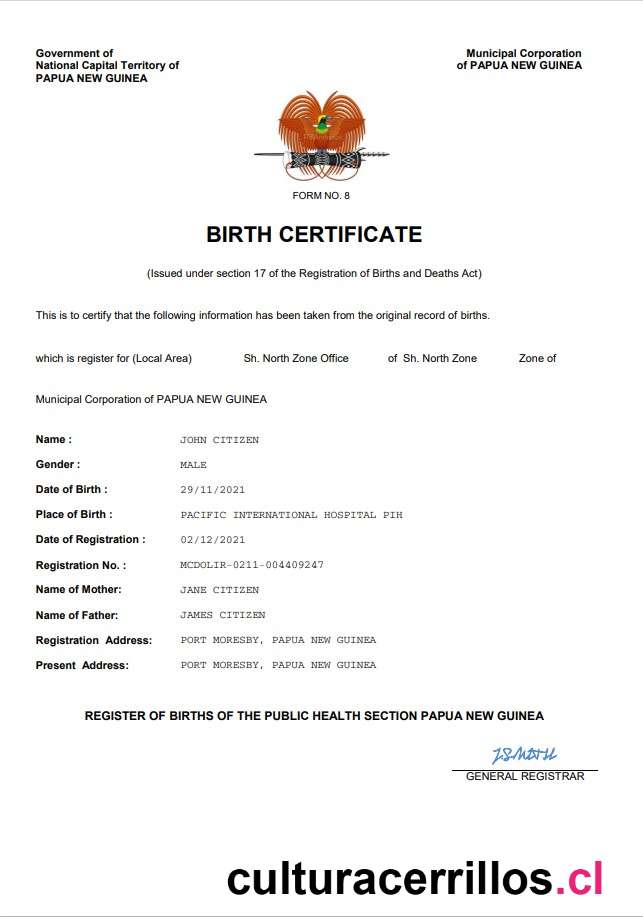 Government of
National Capital Territory of
PAPUA NEW GUINEA
Municipal Corporation
of PAPUA NEW GUINEA
FORM NO. 8
BIRTH CERTIFICATE
(Issued under section 17 of the Registration of Births and Deaths Act)
This is to certify that the following information has been taken from the original record of births.
which is register for (Local Area) Sh. North Zone Office of Sh. North Zone Zone of
Municipal Corporation of PAPUA NEW GUINEA
Name : JOHN CITIZEN
Gender : MALE
Date of Birth : 29/11/2021
Place of Birth : PACIFIC INTERNATIONAL HOSPITAL PIH
Date of Registration : 02/12/2021
Registration No. : MCDOLIR-0211-004409247
Name of Mother: JANE CITIZEN
Name of Father: JAMES CITIZEN
Registration Address: PORT MORESBY, PAPUA NEW GUINEA
Present Address: PORT MORESBY, PAPUA NEW GUINEA
REGISTER OF BIRTHS OF THE PUBLIC HEALTH SECTION PAPUA NEW GUINEA
GENERAL REGISTRAR
culturacerrillos.cl